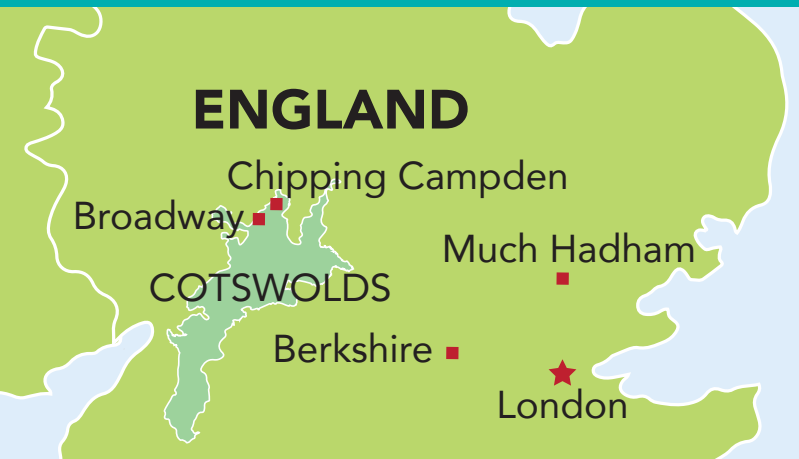 ENGLAND
Chipping Campden
Broadway
Much Hadham
COTSWOLDS
Berkshire
London